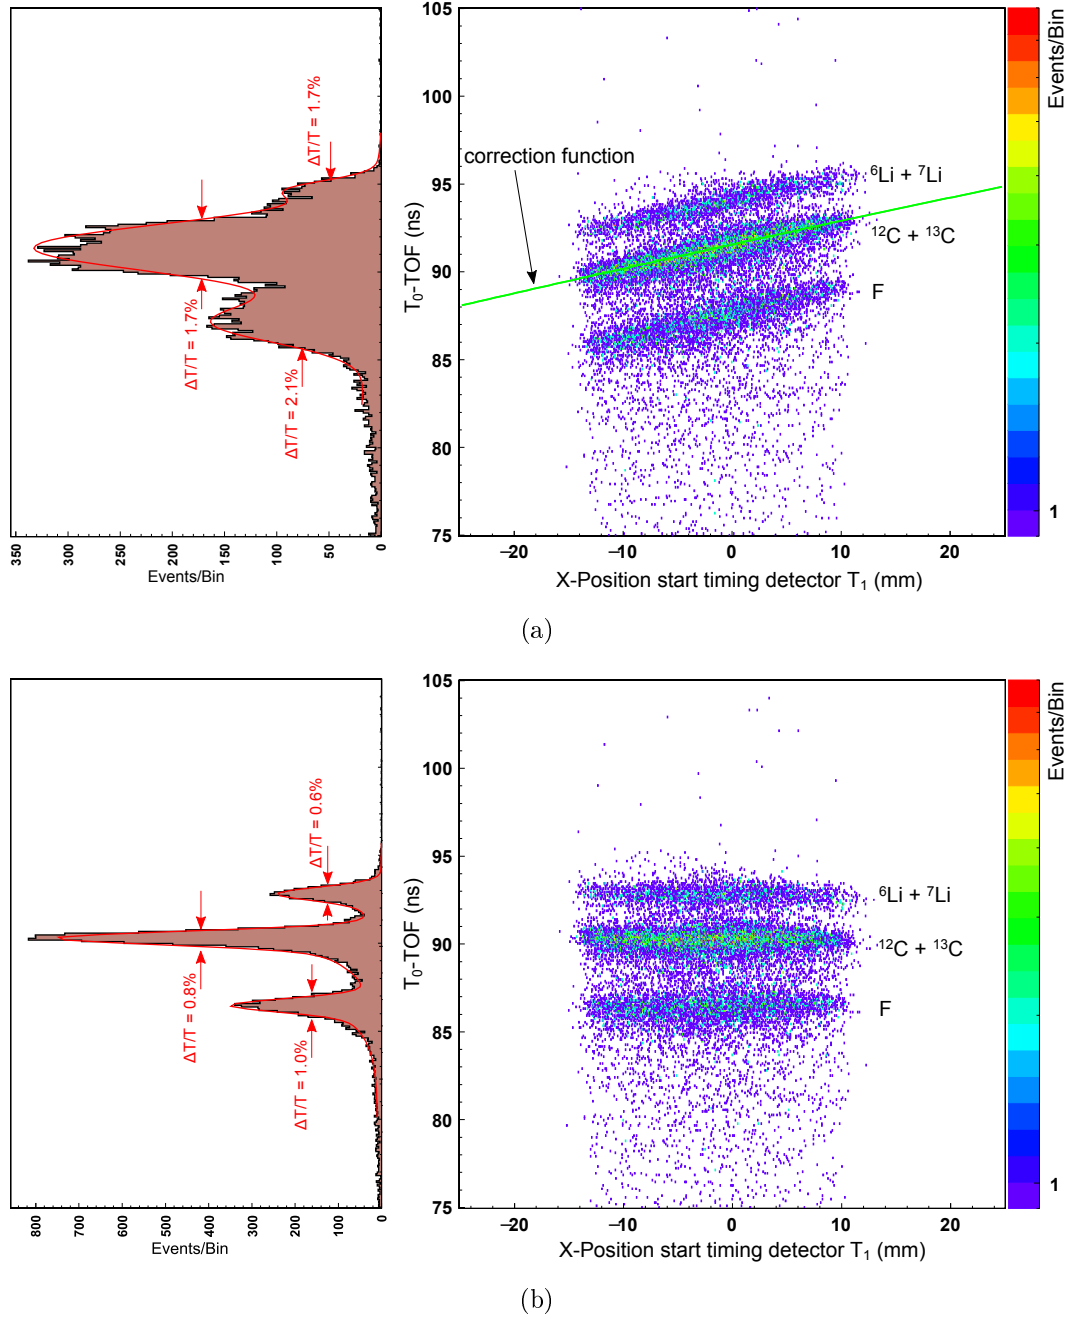 105
100
95
90
85
80
75
T0-TOF (ns)
ΔT/T = 1.7%
ΔT/T = 1.7%
ΔT/T = 2.1%
350
300
250
200
150
100
50
0
Events/Bin
correction function
⁶Li + ⁷Li
¹²C + ¹³C
F
−20
−10
0
10
20
X-Position start timing detector T₁ (mm)
Events/Bin
1
(a)
105
100
95
90
85
80
75
T₀-TOF (ns)
ΔT/T = 0.6%
ΔT/T = 0.8%
ΔT/T = 1.0%
800
700
600
500
400
300
200
100
0
Events/Bin
⁶Li + ⁷Li
¹²C + ¹³C
F
−20
−10
0
10
20
X-Position start timing detector T₁ (mm)
Events/Bin
1
(b)